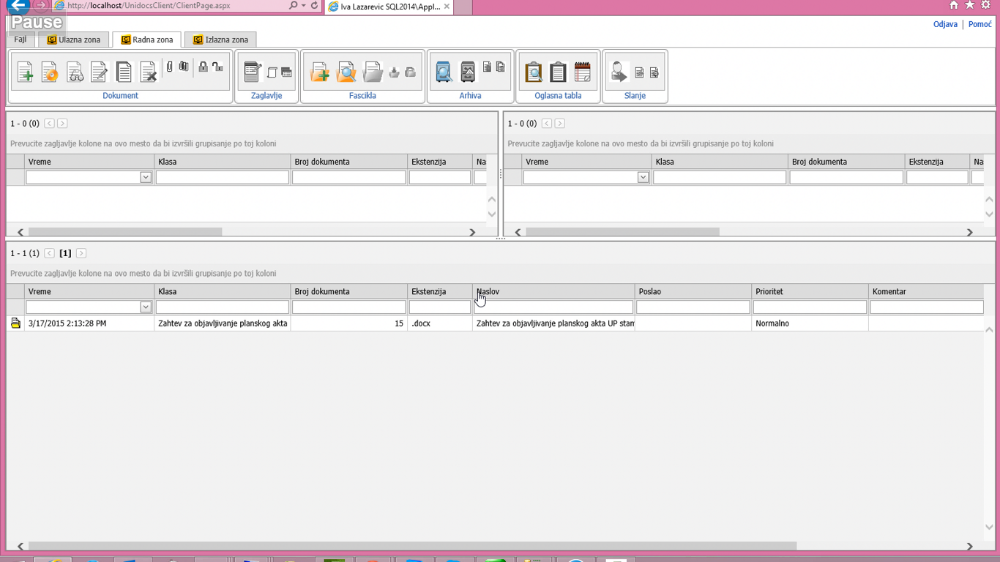 http://localhost/UnidocsClient/ClientPage.aspx
Iva Lazarevic SQL2014\Appl...
Pause
Odjava | Pomoć
Fajl
Ulazna zona
Radna zona
Izlazna zona
Dokument
Zaglavlje
Fascikla
Arhiva
Oglasna tabla
Slanje
1 - 0 (0)
Prevucite zagljavlje kolone na ovo mesto da bi izvršili grupisanje po toj koloni
Vreme Klasa Broj dokumenta Ekstenzija Na
1 - 0 (0)
Prevucite zagljavlje kolone na ovo mesto da bi izvršili grupisanje po toj koloni
Vreme Klasa Broj dokumenta Ekstenzija Na
1 - 1 (1) [1]
Prevucite zagljavlje kolone na ovo mesto da bi izvršili grupisanje po toj koloni
Vreme Klasa Broj dokumenta Ekstenzija Naslov Poslao Prioritet Komentar
3/17/2015 2:13:28 PM Zahtev za objavljivanje planskog akta 15 .docx Zahtev za objavljivanje planskog akta UP stam Normalno